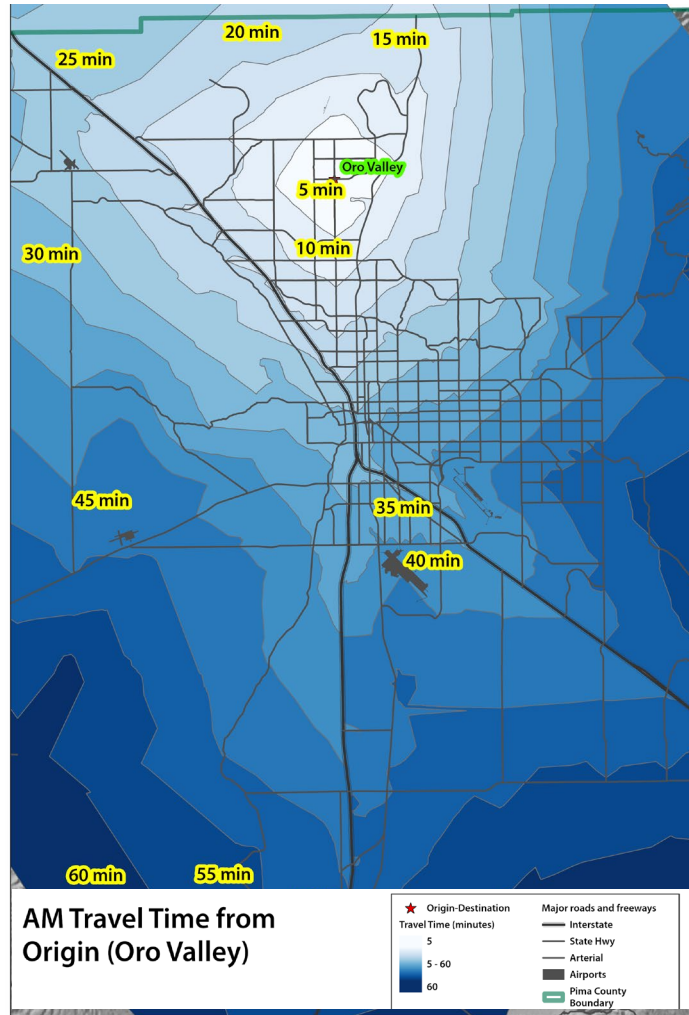 20 min
15 min
25 min
Oro Valley
5 min
10 min
30 min
45 min
35 min
40 min
60 min
55 min
AM Travel Time from
Origin (Oro Valley)
Origin-Destination
Travel Time (minutes)
5
5 - 60
60
Major roads and freeways
Interstate
State Hwy
Arterial
Airports
Pima County
Boundary